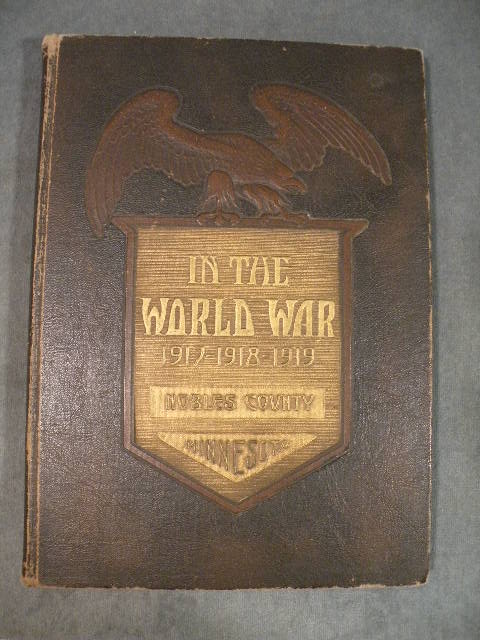 IN THE
WORLD WAR
1917-1918-1919
NOBLES COUNTY
MINNESOTA